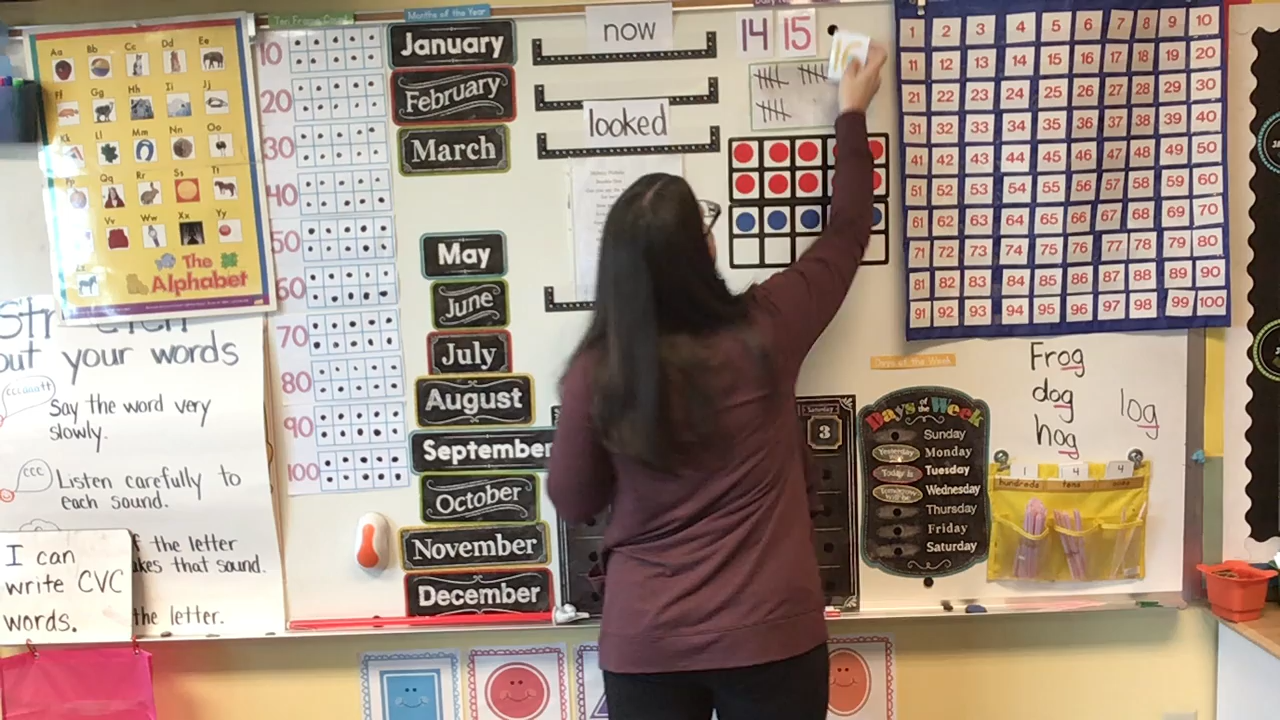 Aa Bb Cc Dd Ee
Gg Hh Ii Jj
Kk Ll Mm Nn Oo
Pp Qq Rr Ss Tt
Vv Ww Xx Yy
Zz
The
Alphabet
out your words
cccaaatt
Say the word very
slowly.
ccc
Listen carefully to
each sound.
f the letter
kes that sound.
the letter.
I can
write CVC
words.
Ten Frame Count
10
20
30
40
50
60
70
80
90
100
Months of the Year
January
February
March
May
June
July
August
September
October
November
December
now
looked
14 15
1 2 3 4 5 6 7 8 9 10
11 12 13 14 15 16 17 18 19 20
21 22 23 24 25 26 27 28 29 30
31 32 33 34 35 36 37 38 39 40
41 42 43 44 45 46 47 48 49 50
51 52 53 54 55 56 57 58 59 60
61 62 63 64 65 66 67 68 69 70
71 72 73 74 75 76 77 78 79 80
81 82 83 84 85 86 87 88 89 90
91 92 93 94 95 96 97 98 99 100
Saturday
3
Days of the Week
Days of the Week
Sunday
Yesterday Monday
Today is Tuesday
Tomorrow will be Wednesday
Thursday
Friday
Saturday
Frog
dog
hog
log
1 4 4
hundreds tens ones